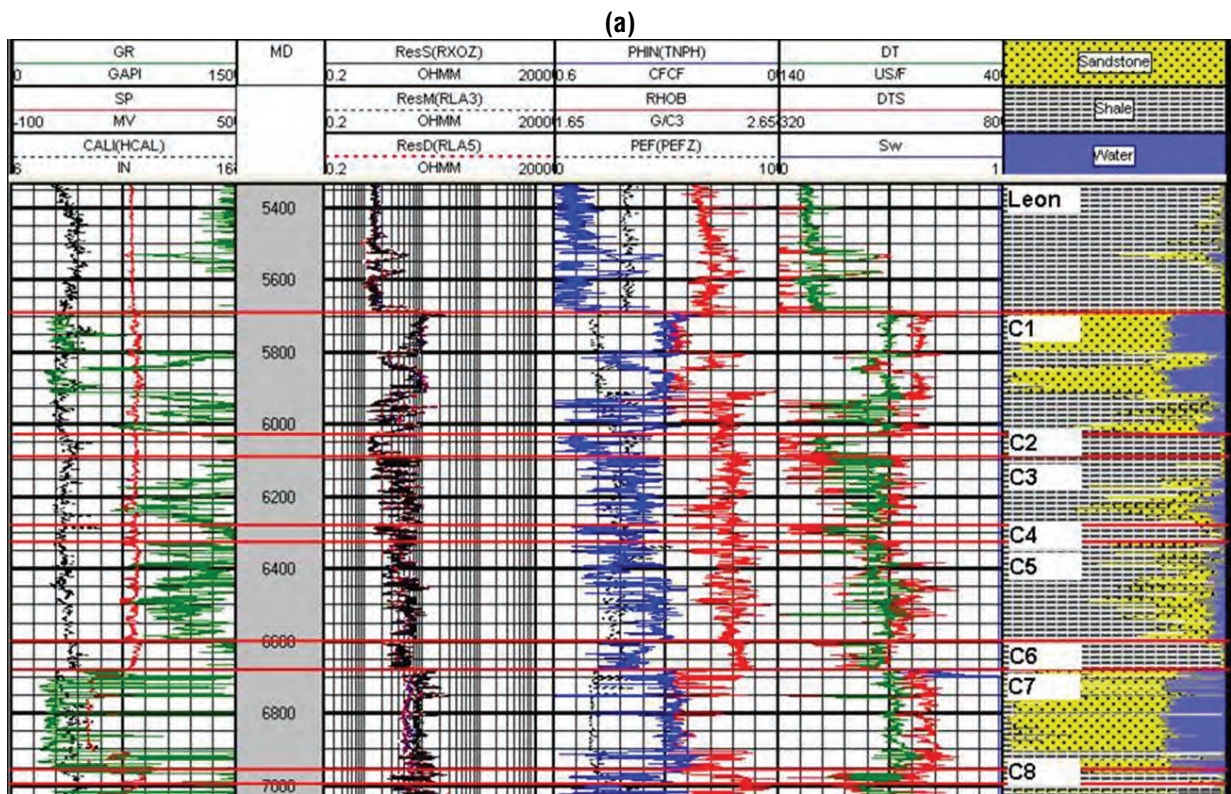 (a)
GR MD ResS(RXOZ) PHIN(TNPH) DT Sandstone
0 GAPI 150 0.2 OHMM 2000 0.6 CFCF 0 140 US/F 40
SP ResM(RLA3) RHOB DTS Shale
-100 MV 50 0.2 OHMM 2000 1.65 G/C3 2.65 320 80
CALI(HCAL) ResD(RLA5) PEF(PEFZ) Sw Water
6 IN 16 0.2 OHMM 2000 0 10 1
5400 Leon
5600
C1
5800
6000
C2
C3
6200
C4
6400 C5
6600
C6
C7
6800
C8
7000